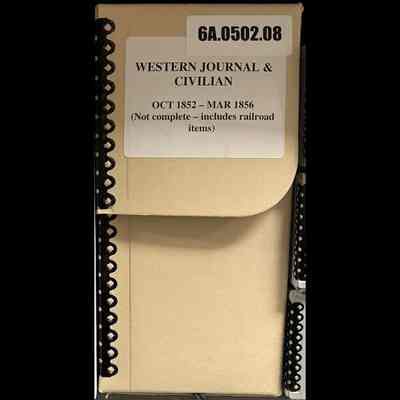 6A.0502.08
WESTERN JOURNAL &
CIVILIAN
OCT 1852 – MAR 1856
(Not complete – includes railroad
items)